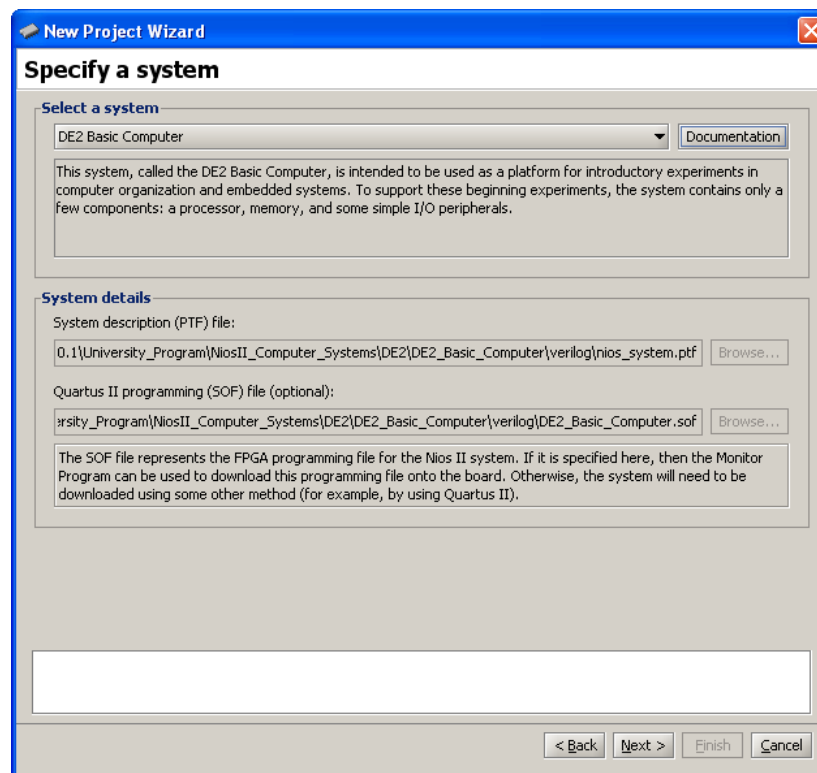 New Project Wizard
Specify a system
Select a system
DE2 Basic Computer
Documentation
This system, called the DE2 Basic Computer, is intended to be used as a platform for introductory experiments in
computer organization and embedded systems. To support these beginning experiments, the system contains only a
few components: a processor, memory, and some simple I/O peripherals.
System details
System description (PTF) file:
0.1\University_Program\NiosII_Computer_Systems\DE2\DE2_Basic_Computer\verilog\nios_system.ptf
Browse...
Quartus II programming (SOF) file (optional):
ersity_Program\NiosII_Computer_Systems\DE2\DE2_Basic_Computer\verilog\DE2_Basic_Computer.sof
Browse...
The SOF file represents the FPGA programming file for the Nios II system. If it is specified here, then the Monitor
Program can be used to download this programming file onto the board. Otherwise, the system will need to be
downloaded using some other method (for example, by using Quartus II).
< Back Next > Finish Cancel